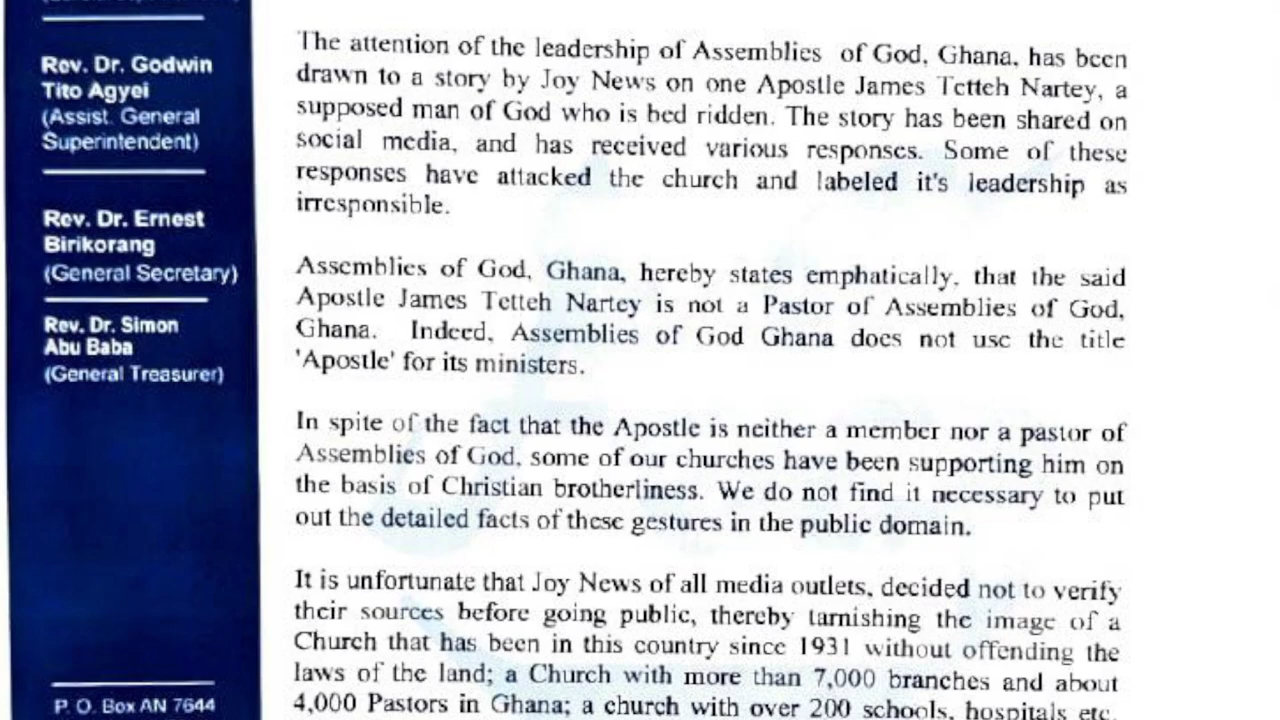 Rev. Dr. Godwin
Tito Agyei
(Assist. General
Superintendent)
Rev. Dr. Ernest
Birikorang
(General Secretary)
Rev. Dr. Simon
Abu Baba
(General Treasurer)
P. O. Box AN 7644
The attention of the leadership of Assemblies of God, Ghana, has been
drawn to a story by Joy News on one Apostle James Tetteh Nartey, a
supposed man of God who is bed ridden. The story has been shared on
social media, and has received various responses. Some of these
responses have attacked the church and labeled it's leadership as
irresponsible.
Assemblies of God, Ghana, hereby states emphatically, that the said
Apostle James Tetteh Nartey is not a Pastor of Assemblies of God,
Ghana. Indeed, Assemblies of God Ghana does not use the title
'Apostle' for its ministers.
In spite of the fact that the Apostle is neither a member nor a pastor of
Assemblies of God, some of our churches have been supporting him on
the basis of Christian brotherliness. We do not find it necessary to put
out the detailed facts of these gestures in the public domain.
It is unfortunate that Joy News of all media outlets, decided not to verify
their sources before going public, thereby tarnishing the image of a
Church that has been in this country since 1931 without offending the
laws of the land; a Church with more than 7,000 branches and about
4,000 Pastors in Ghana; a church with over 200 schools, hospitals etc.